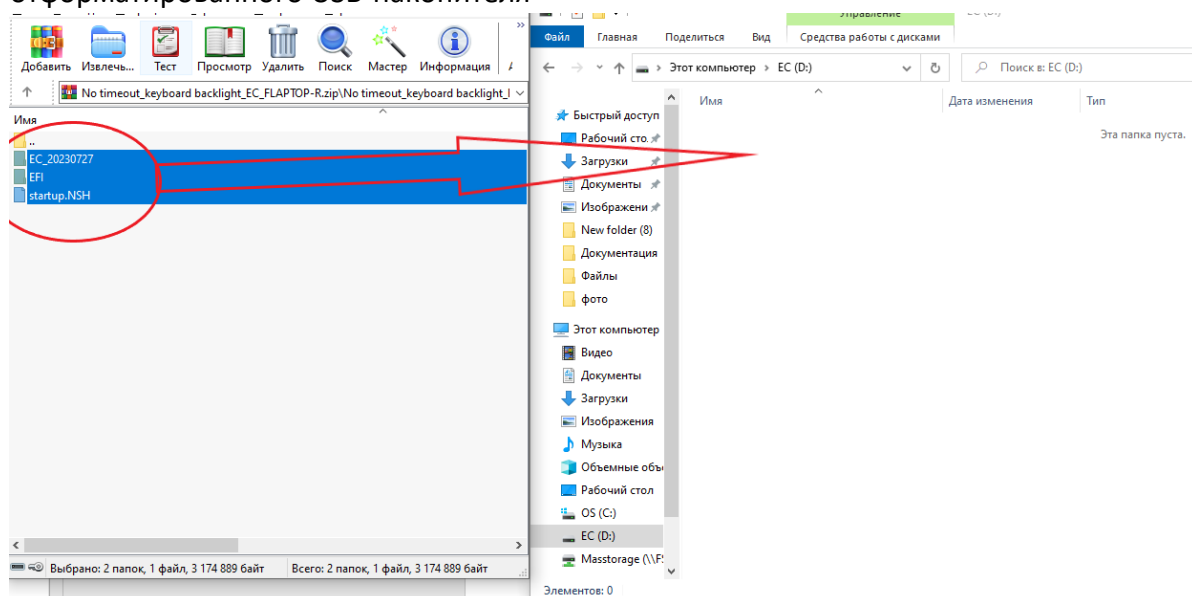 отформатированного USB-накопителя
Добавить Извлечь... Тест Просмотр Удалить Поиск Мастер Информация
No timeout_keyboard backlight_EC_FLAPTOP-R.zip\No timeout_keyboard backlight_
Имя
..
EC_20230727
EFI
startup.NSH
Выбрано: 2 папок, 1 файл, 3 174 889 байт Всего: 2 папок, 1 файл, 3 174 889 байт
Управление
EC (D:)
Файл Главная Поделиться Вид Средства работы с дисками
Этот компьютер > EC (D:)
Поиск в: EC (D:)
Имя Дата изменения Тип
Эта папка пуста.
Быстрый доступ
Рабочий сто.
Загрузки
Документы
Изображени
New folder (8)
Документация
Файлы
фото
Этот компьютер
Видео
Документы
Загрузки
Изображения
Музыка
Объемные объ
Рабочий стол
OS (C:)
EC (D:)
Masstorage (\\F
Элементов: 0